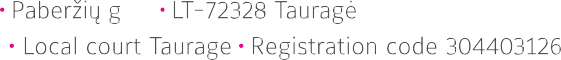 • Paberžių g • LT-72328 Tauragė
• Local court Taurage • Registration code 304403126